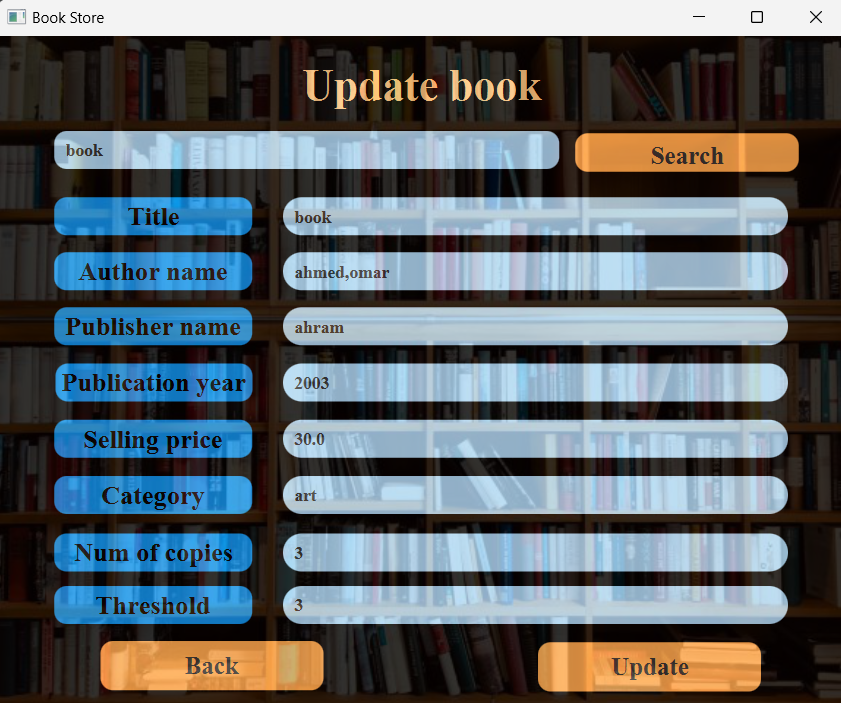 Book Store
Update book
book
Search
Title
book
Author name
ahmed,omar
Publisher name
ahram
Publication year
2003
Selling price
30.0
Category
art
Num of copies
3
Threshold
3
Back
Update